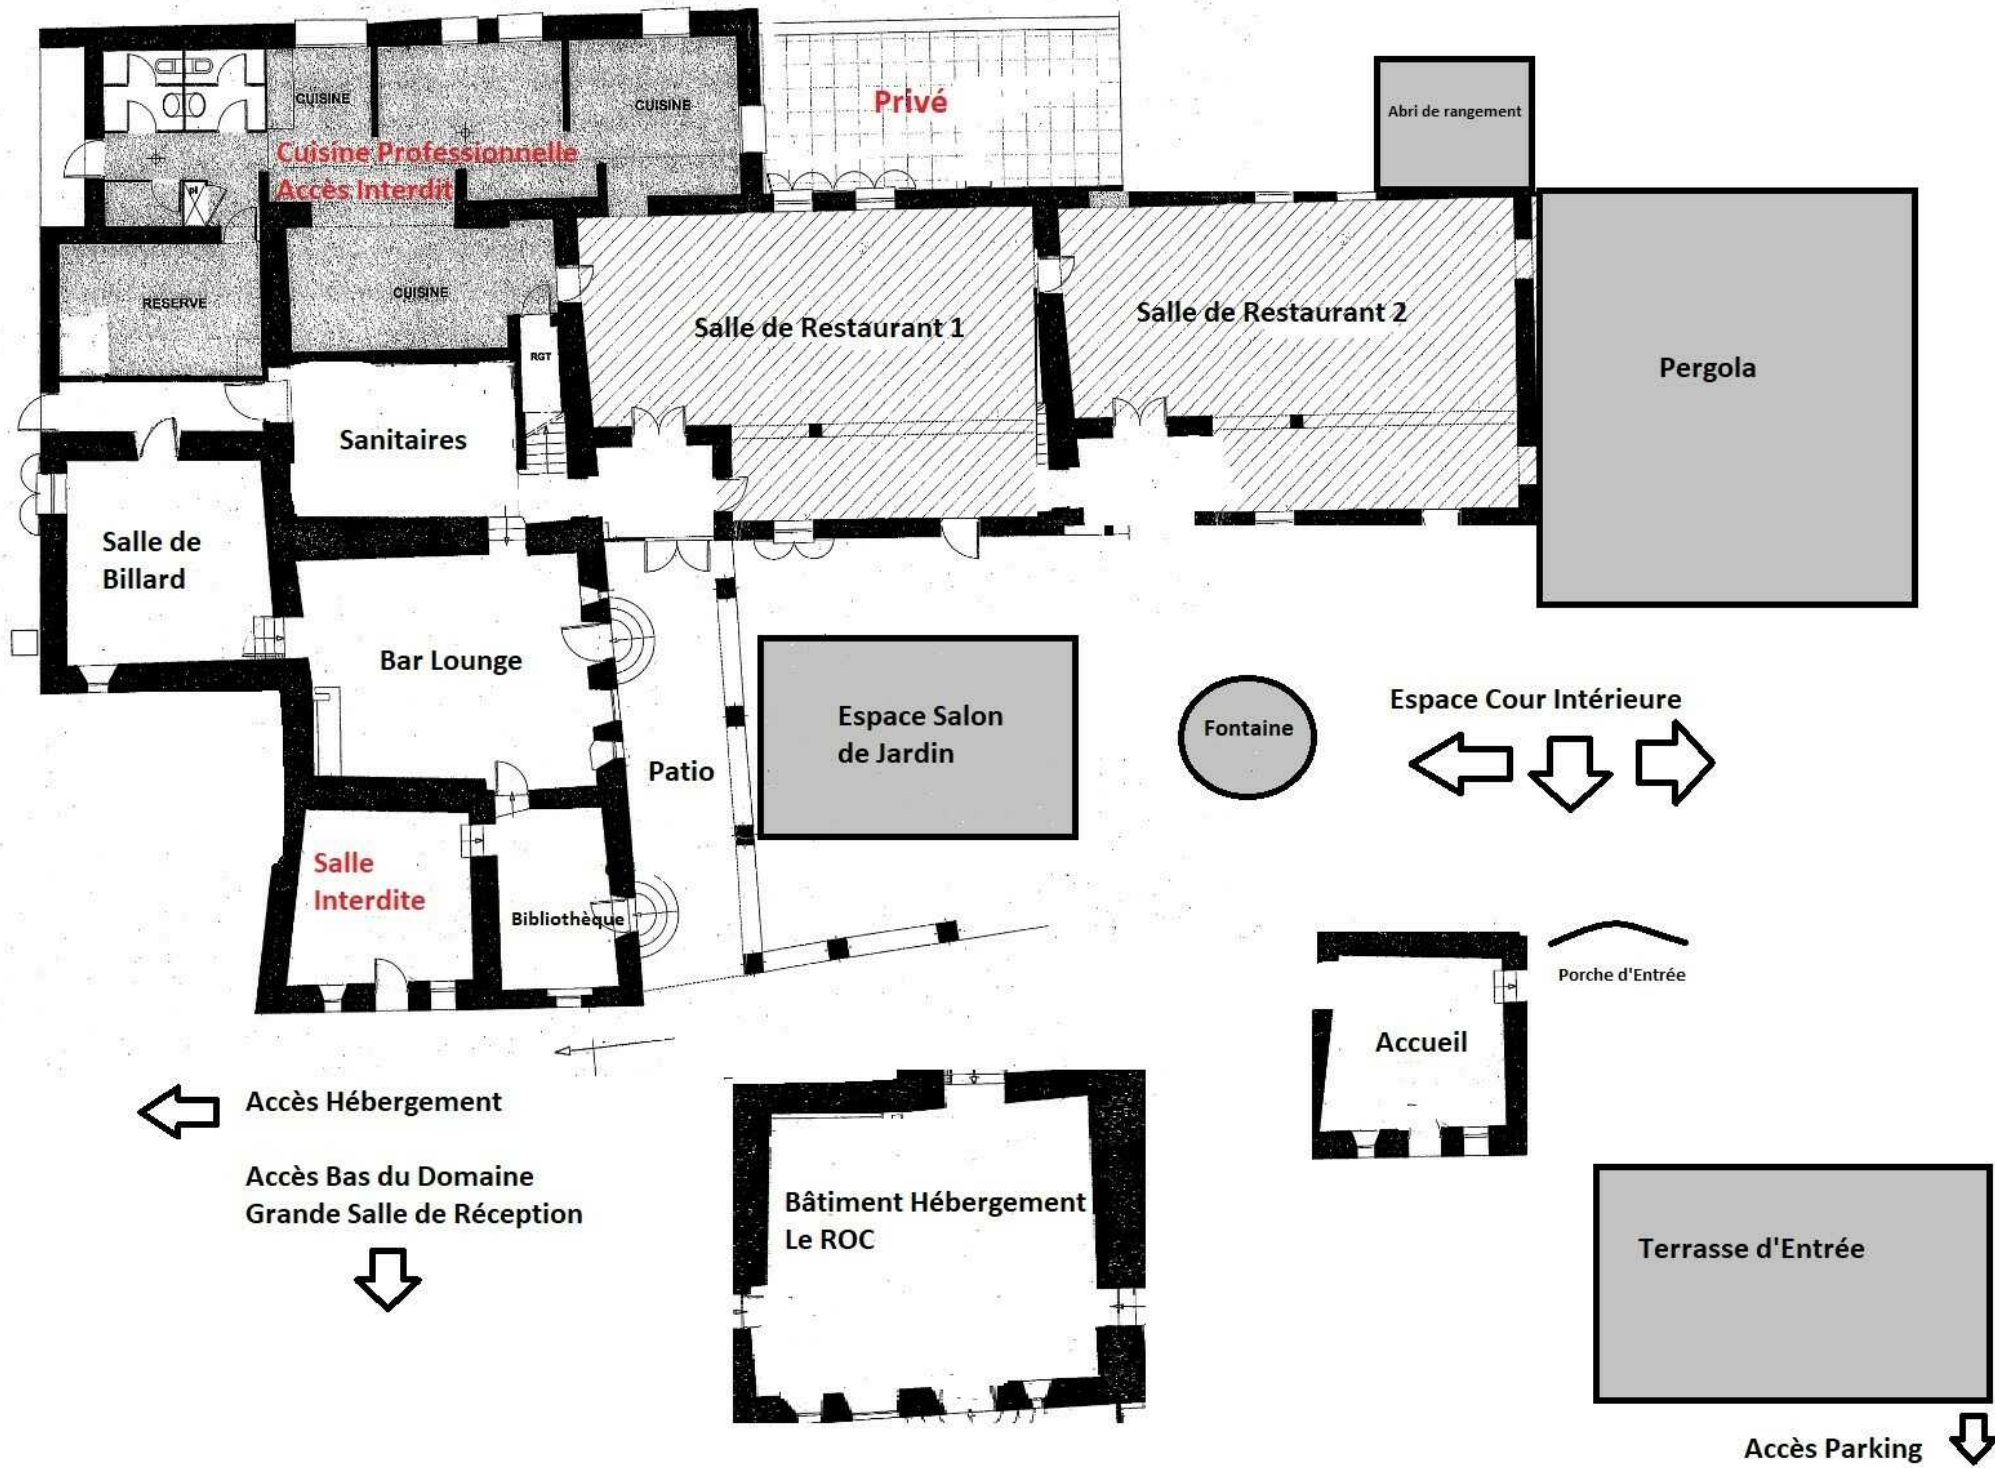 CUISINE
CUISINE
Privé
Abri de rangement
Cuisine Professionnelle
Accès Interdit
pl
RESERVE
CUISINE
Salle de Restaurant 1
Salle de Restaurant 2
RGT
Pergola
Sanitaires
Salle de
Billard
Bar Lounge
Patio
Espace Salon
de Jardin
Fontaine
Espace Cour Intérieure
Salle
Interdite
Bibliothèque
Porche d'Entrée
Accueil
Accès Hébergement
Accès Bas du Domaine
Grande Salle de Réception
Bâtiment Hébergement
Le ROC
Terrasse d'Entrée
Accès Parking